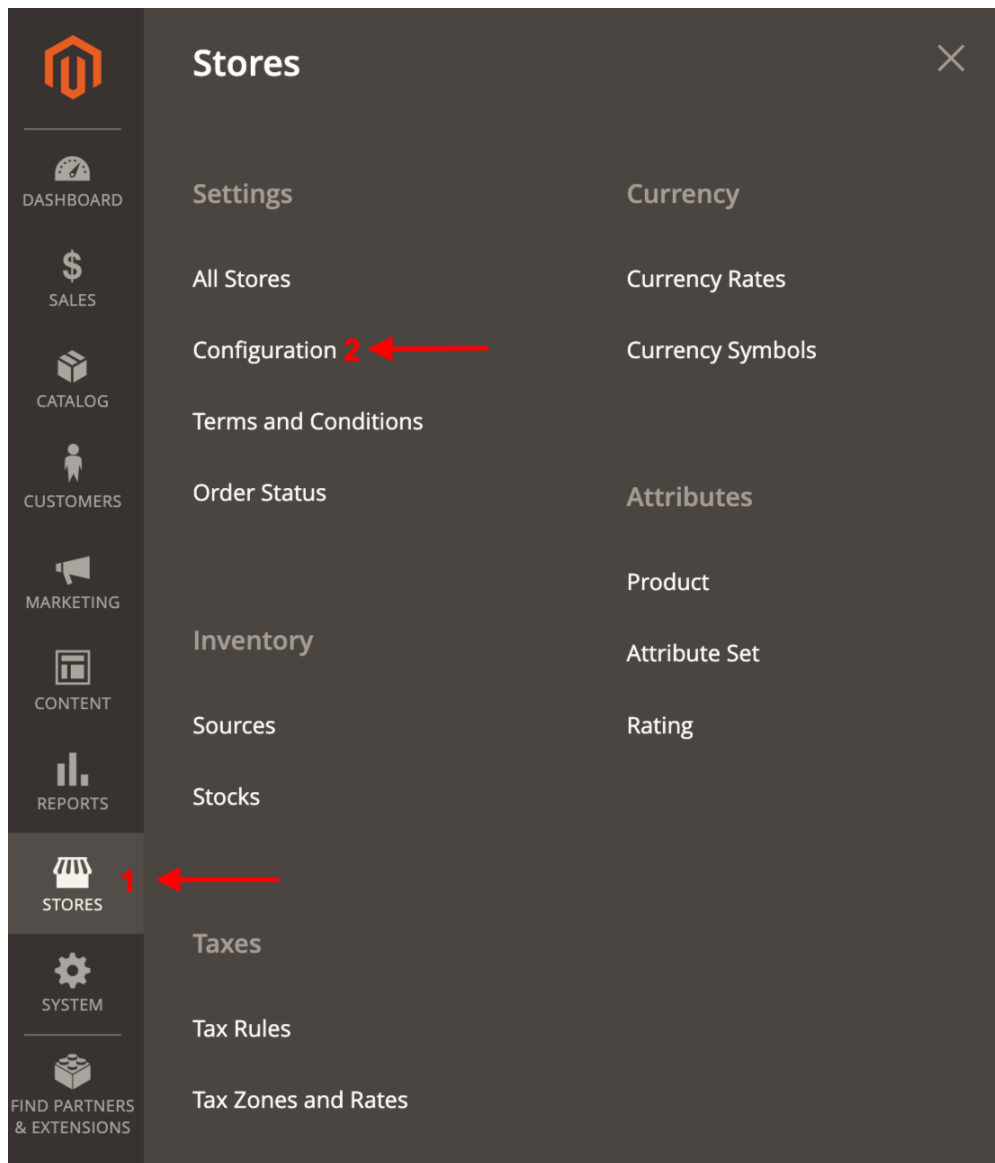 Stores
DASHBOARD
SALES
CATALOG
CUSTOMERS
MARKETING
CONTENT
REPORTS
STORES 1
SYSTEM
FIND PARTNERS
& EXTENSIONS
Settings
All Stores
Configuration 2
Terms and Conditions
Order Status
Inventory
Sources
Stocks
Taxes
Tax Rules
Tax Zones and Rates
Currency
Currency Rates
Currency Symbols
Attributes
Product
Attribute Set
Rating